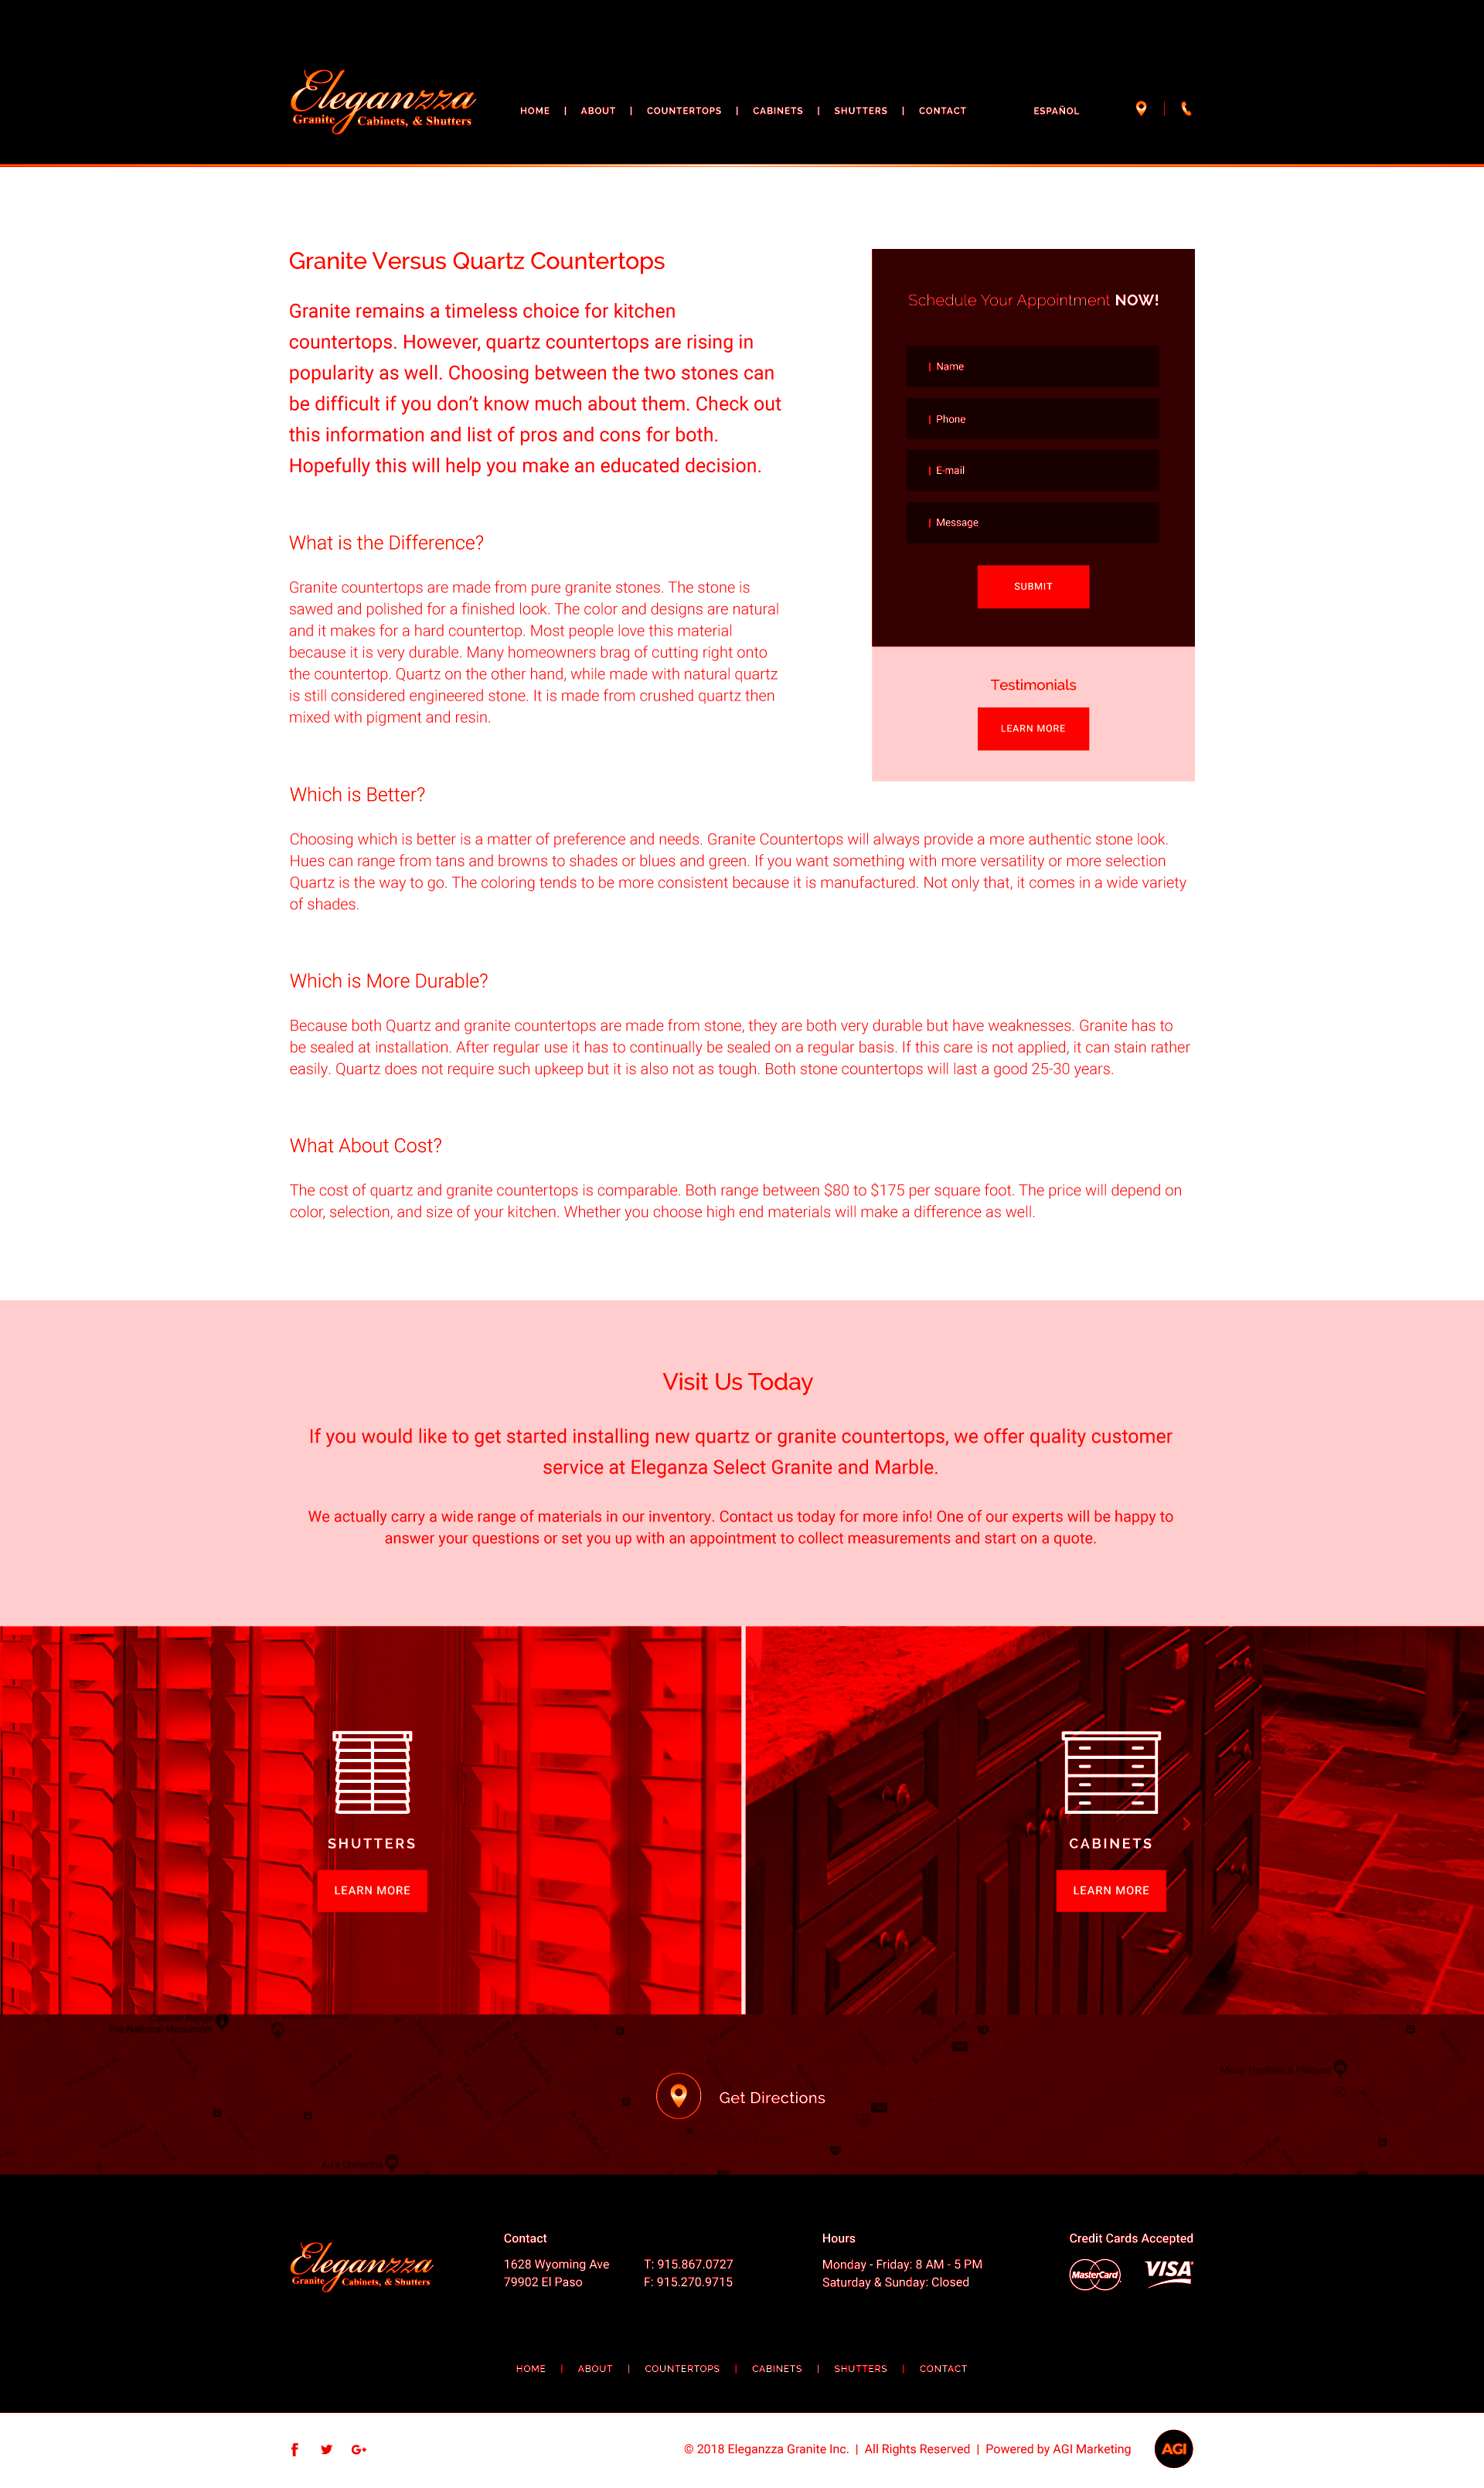 Eleganzza
Granite Cabinets, & Shutters
HOME | ABOUT | COUNTERTOPS | CABINETS | SHUTTERS | CONTACT
ESPAÑOL
Granite Versus Quartz Countertops
Granite remains a timeless choice for kitchen
countertops. However, quartz countertops are rising in
popularity as well. Choosing between the two stones can
be difficult if you don’t know much about them. Check out
this information and list of pros and cons for both.
Hopefully this will help you make an educated decision.
Schedule Your Appointment NOW!
| Name
| Phone
| E-mail
| Message
SUBMIT
Testimonials
LEARN MORE
What is the Difference?
Granite countertops are made from pure granite stones. The stone is
sawed and polished for a finished look. The color and designs are natural
and it makes for a hard countertop. Most people love this material
because it is very durable. Many homeowners brag of cutting right onto
the countertop. Quartz on the other hand, while made with natural quartz
is still considered engineered stone. It is made from crushed quartz then
mixed with pigment and resin.
Which is Better?
Choosing which is better is a matter of preference and needs. Granite Countertops will always provide a more authentic stone look.
Hues can range from tans and browns to shades or blues and green. If you want something with more versatility or more selection
Quartz is the way to go. The coloring tends to be more consistent because it is manufactured. Not only that, it comes in a wide variety
of shades.
Which is More Durable?
Because both Quartz and granite countertops are made from stone, they are both very durable but have weaknesses. Granite has to
be sealed at installation. After regular use it has to continually be sealed on a regular basis. If this care is not applied, it can stain rather
easily. Quartz does not require such upkeep but it is also not as tough. Both stone countertops will last a good 25-30 years.
What About Cost?
The cost of quartz and granite countertops is comparable. Both range between $80 to $175 per square foot. The price will depend on
color, selection, and size of your kitchen. Whether you choose high end materials will make a difference as well.
Visit Us Today
If you would like to get started installing new quartz or granite countertops, we offer quality customer
service at Eleganza Select Granite and Marble.
We actually carry a wide range of materials in our inventory. Contact us today for more info! One of our experts will be happy to
answer your questions or set you up with an appointment to collect measurements and start on a quote.
SHUTTERS
LEARN MORE
CABINETS
LEARN MORE
Get Directions
Eleganzza
Granite Cabinets, & Shutters
Contact
1628 Wyoming Ave
79902 El Paso
T: 915.867.0727
F: 915.270.9715
Hours
Monday - Friday: 8 AM - 5 PM
Saturday & Sunday: Closed
Credit Cards Accepted
MasterCard
VISA
HOME | ABOUT | COUNTERTOPS | CABINETS | SHUTTERS | CONTACT
© 2018 Eleganzza Granite Inc. | All Rights Reserved | Powered by AGI Marketing
AGI